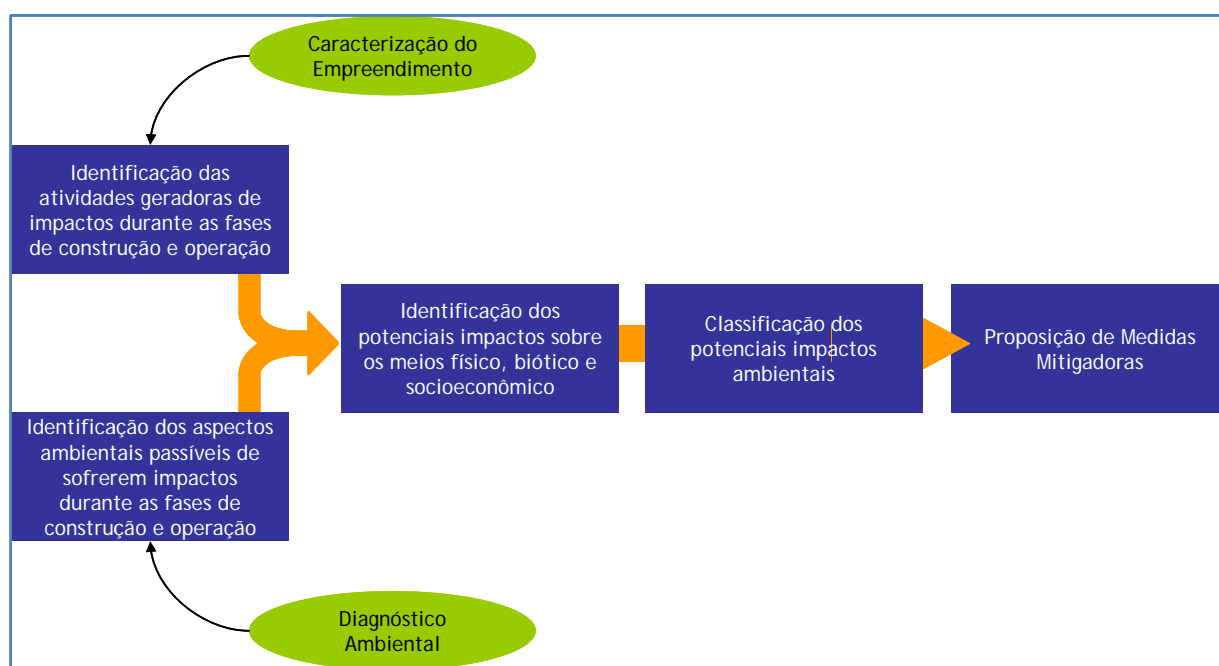 Caracterização do
Empreendimento
Identificação das
atividades geradoras de
impactos durante as fases
de construção e operação
Identificação dos
potenciais impactos sobre
os meios físico, biótico e
socioeconômico
Classificação dos
potenciais impactos
ambientais
Proposição de Medidas
Mitigadoras
Identificação dos aspectos
ambientais passíveis de
sofrerem impactos
durante as fases de
construção e operação
Diagnóstico
Ambiental